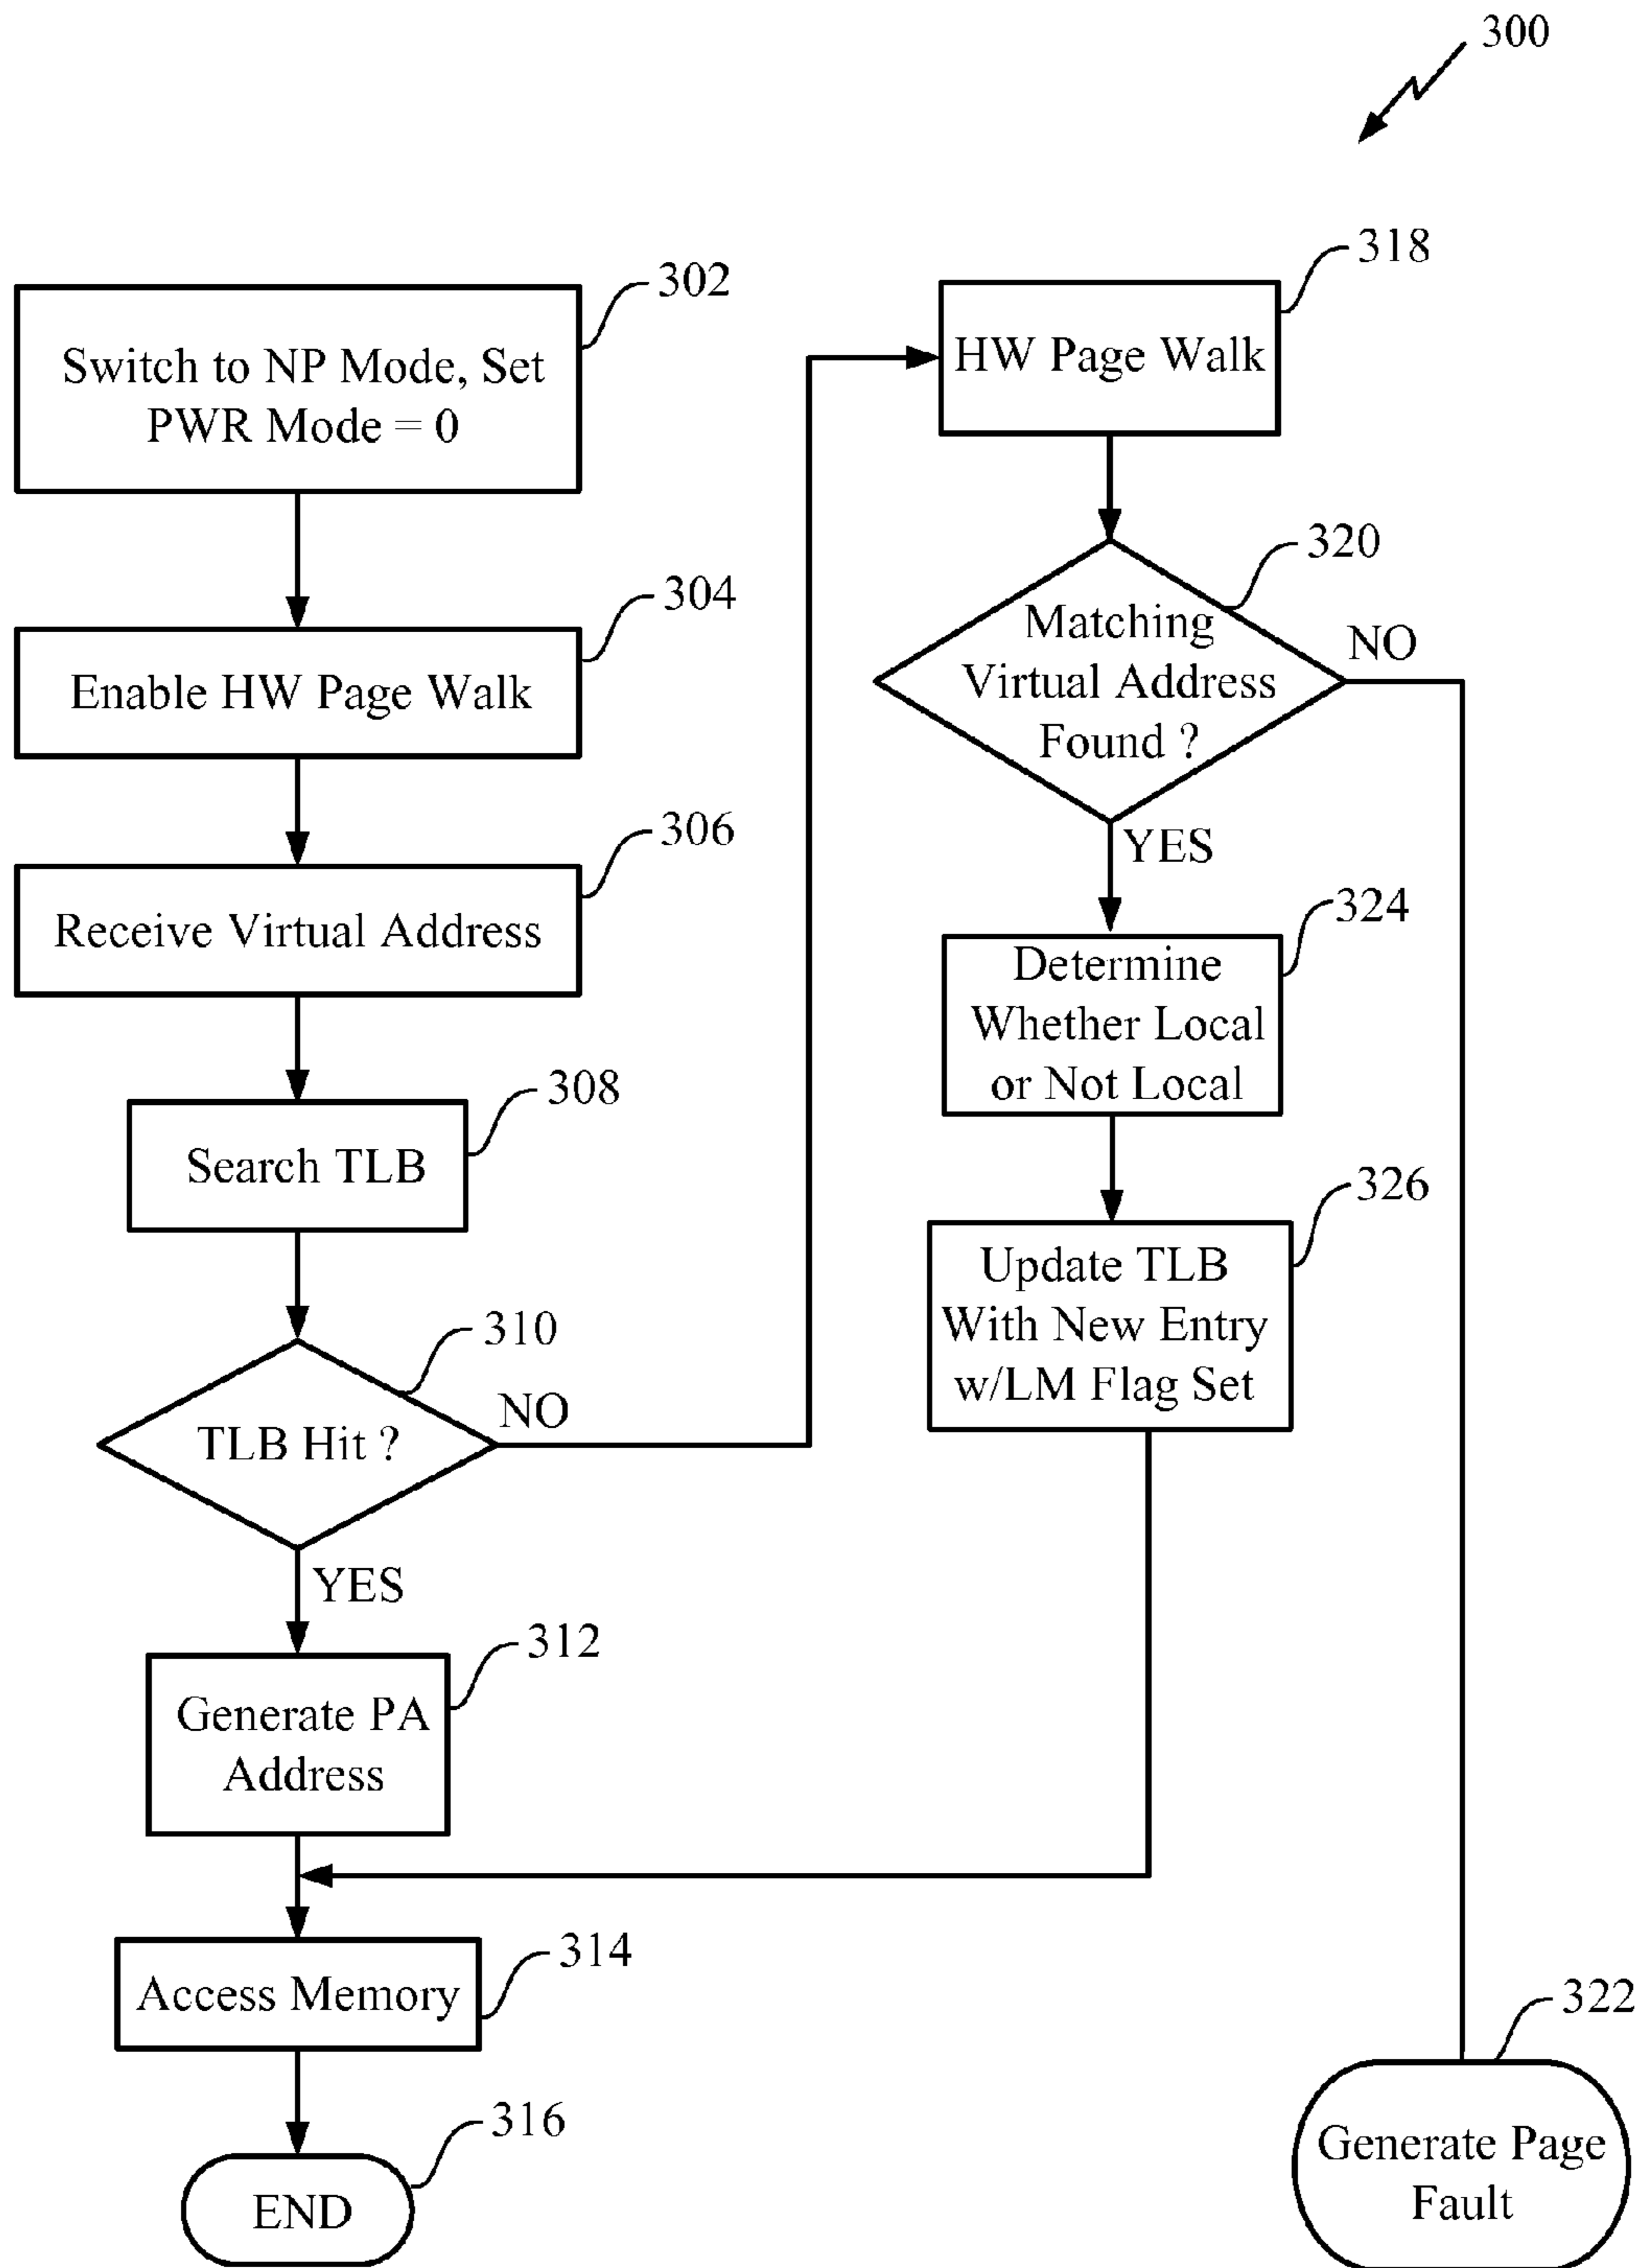 300
302
Switch to NP Mode, Set
PWR Mode = 0
304
Enable HW Page Walk
306
Receive Virtual Address
308
Search TLB
310
TLB Hit ?
NO
YES
312
Generate PA
Address
314
Access Memory
316
END
318
HW Page Walk
320
Matching
Virtual Address
Found ?
NO
YES
324
Determine
Whether Local
or Not Local
326
Update TLB
With New Entry
w/LM Flag Set
322
Generate Page
Fault